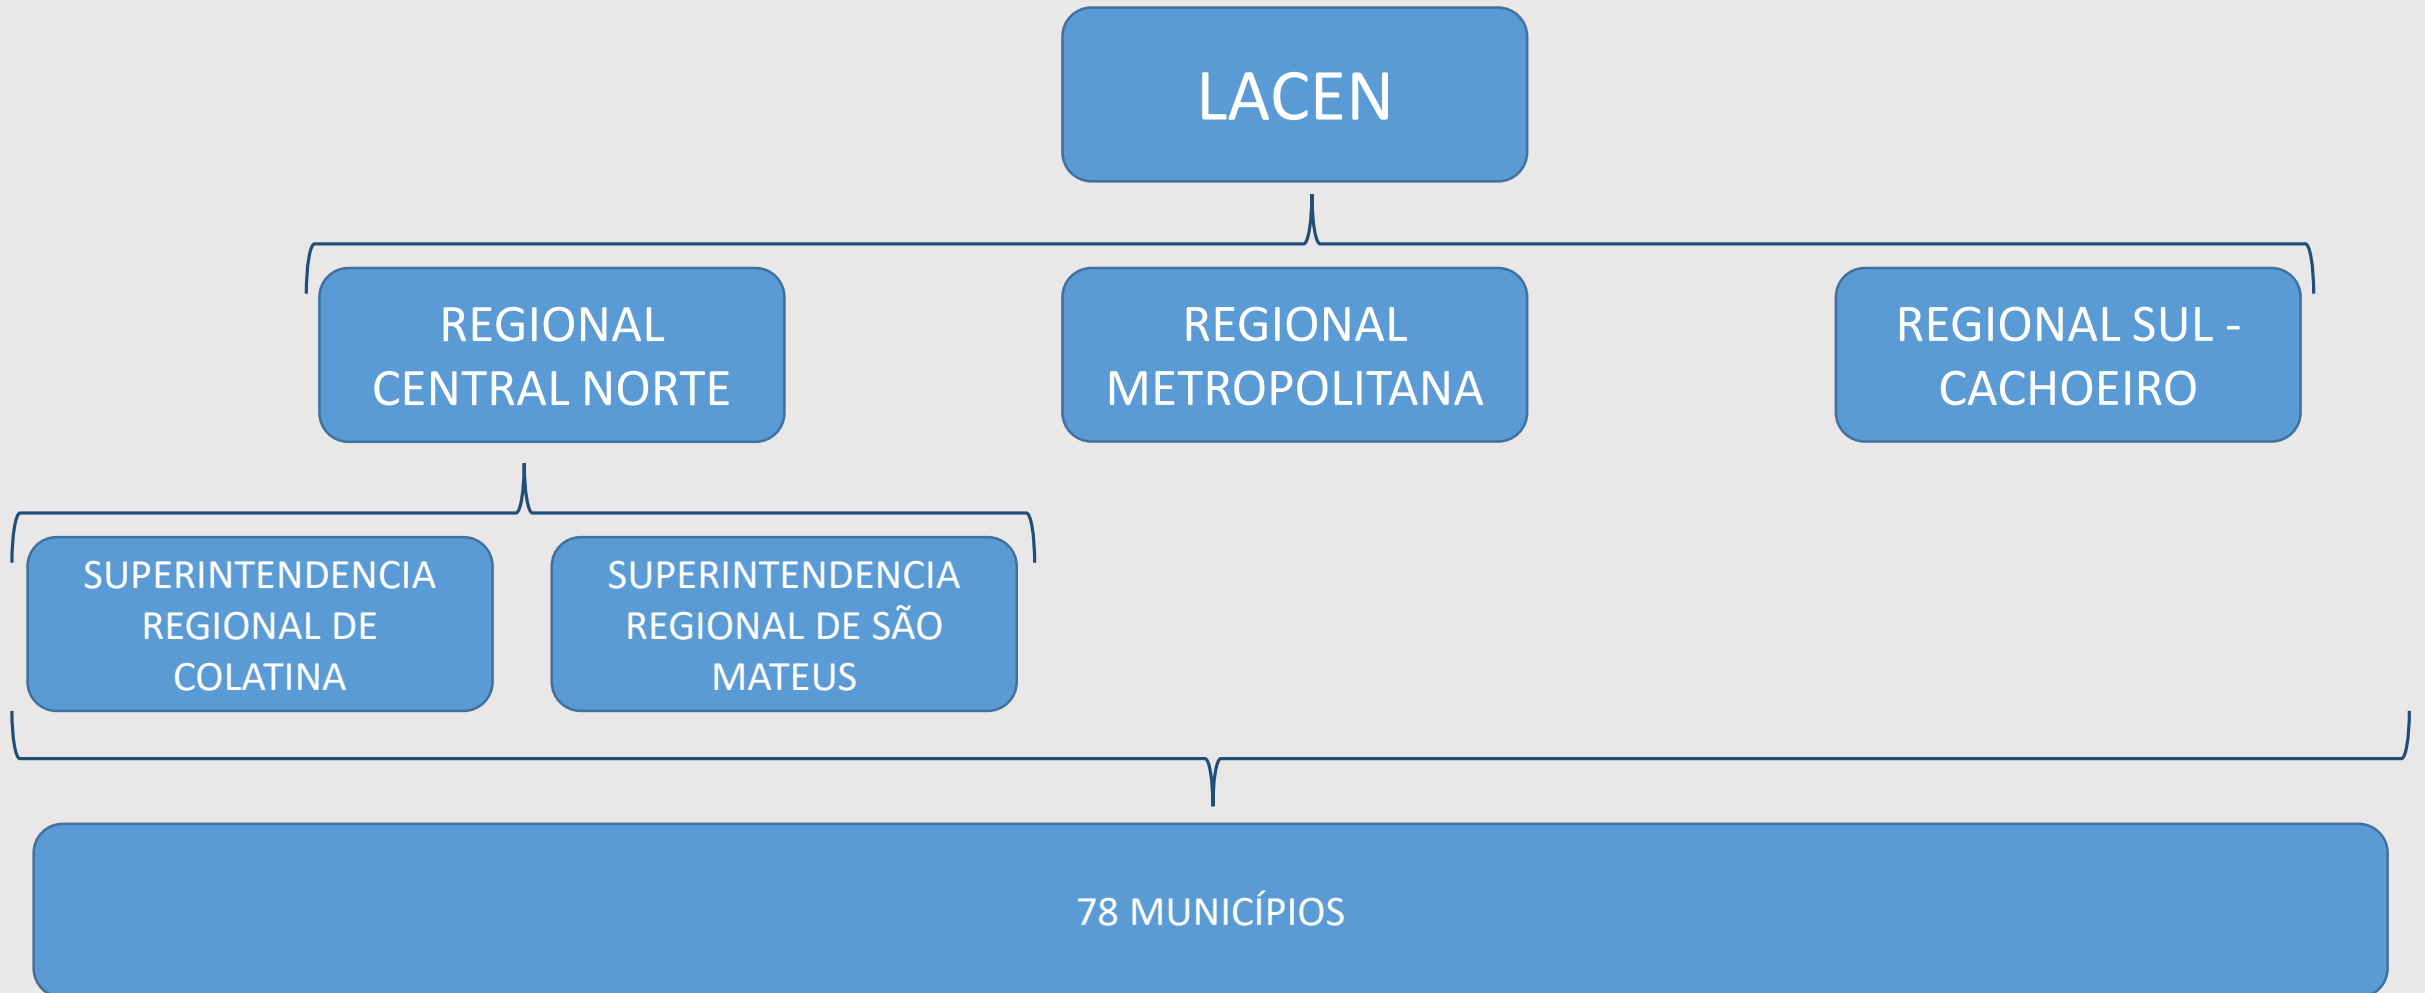 LACEN
REGIONAL
CENTRAL NORTE
REGIONAL
METROPOLITANA
REGIONAL SUL -
CACHOEIRO
SUPERINTENDENCIA
REGIONAL DE
COLATINA
SUPERINTENDENCIA
REGIONAL DE SÃO
MATEUS
78 MUNICÍPIOS